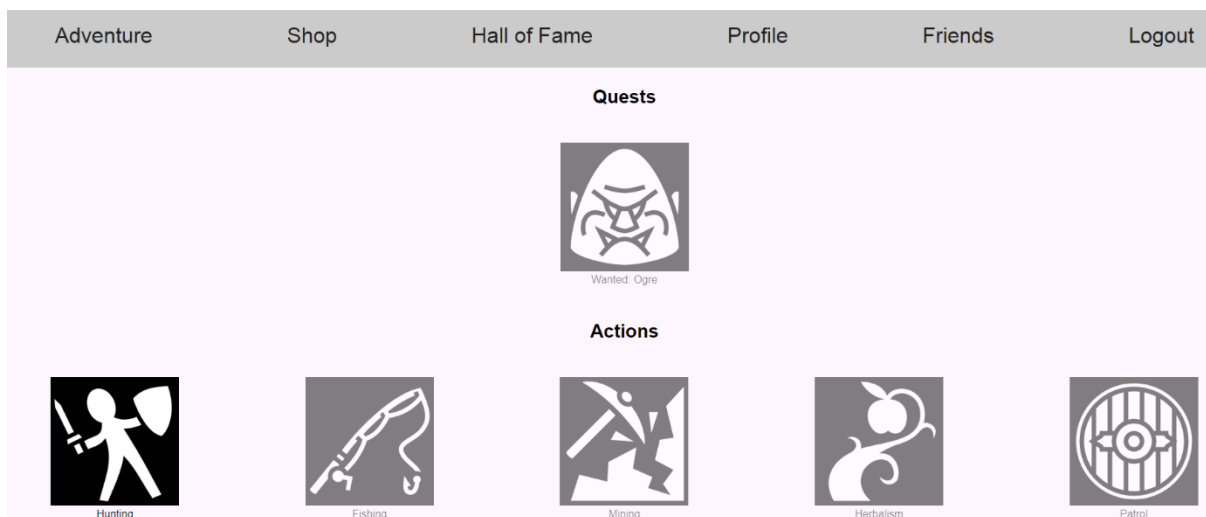 Adventure Shop Hall of Fame Profile Friends Logout
Quests
Wanted: Ogre
Actions
Hunting Fishing Mining Herbalism Patrol